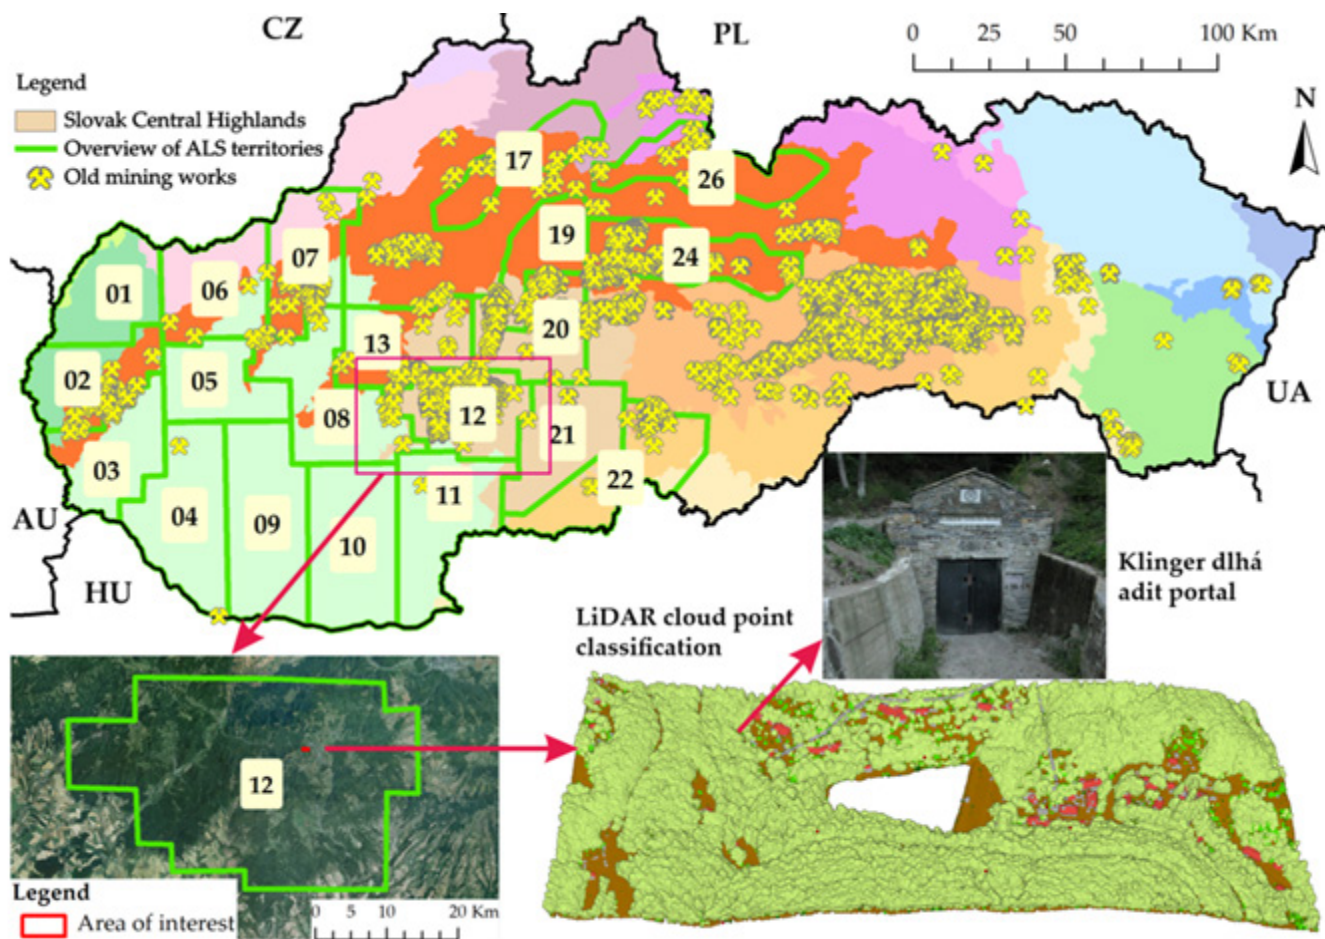 CZ
PL
0 25 50 100 Km
Legend
Slovak Central Highlands
Overview of ALS territories
Old mining works
N
17
26
19
07
24
01
06
20
13
02
05
12
08
21
UA
03
22
11
04
09
10
AU
HU
Klinger dlhá
adit portal
LiDAR cloud point
classification
12
Legend
Area of interest
0 5 10 20 Km